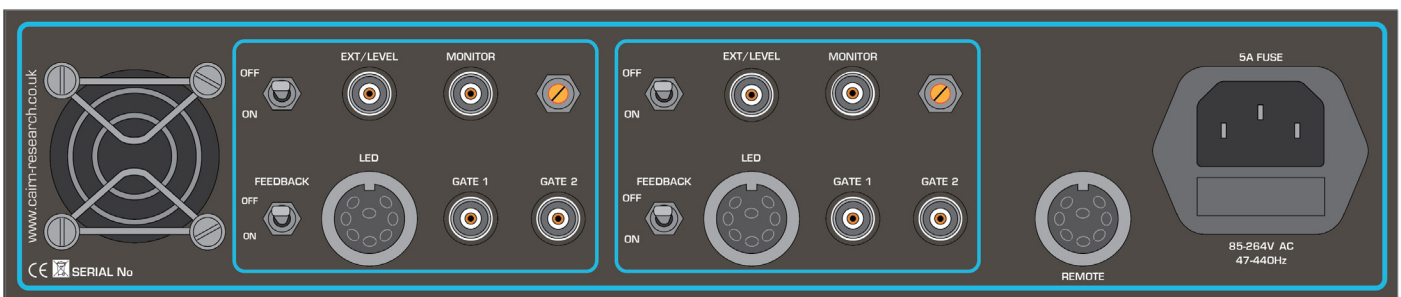 www.cairn-research.co.uk
CE
SERIAL No
OFF
ON
EXT/LEVEL
MONITOR
FEEDBACK
OFF
ON
LED
GATE 1
GATE 2
OFF
ON
EXT/LEVEL
MONITOR
FEEDBACK
OFF
ON
LED
GATE 1
GATE 2
REMOTE
5A FUSE
85-264V AC
47-440Hz